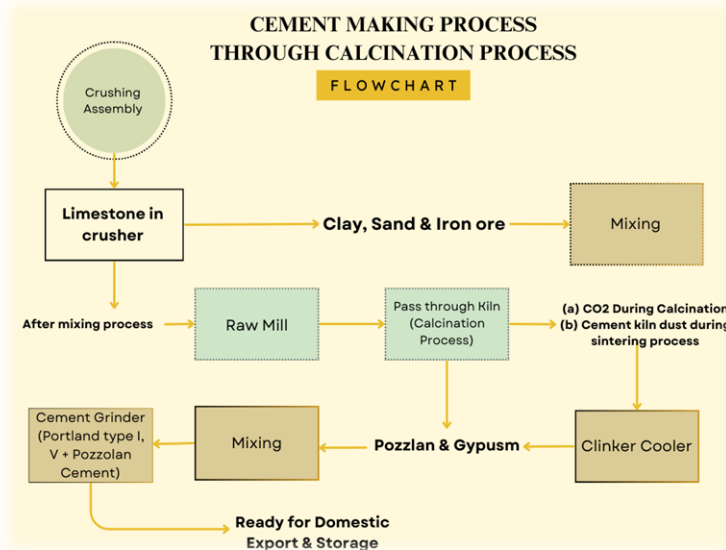 CEMENT MAKING PROCESS
THROUGH CALCINATION PROCESS
FLOWCHART
Crushing
Assembly
Limestone in
crusher
Clay, Sand & Iron ore
Mixing
After mixing process
Raw Mill
Pass through Kiln
(Calcination
Process)
(a) CO2 During Calcination
(b) Cement kiln dust during
sintering process
Cement Grinder
(Portland type I,
V + Pozzolan
Cement)
Mixing
Pozzlan & Gypusm
Clinker Cooler
Ready for Domestic
Export & Storage